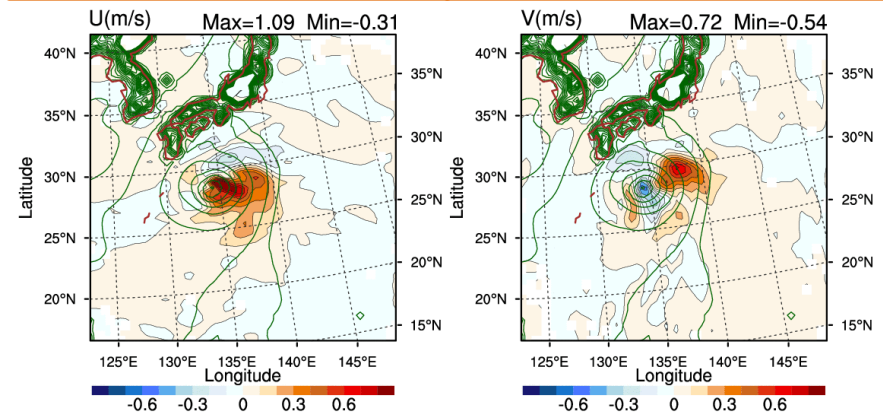 U(m/s) Max=1.09 Min=-0.31
40°N
35°N
30°N
25°N
20°N
Latitude
35°N
30°N
25°N
20°N
15°N
125°E 130°E 135°E 140°E 145°E
Longitude
-0.6 -0.3 0 0.3 0.6
V(m/s) Max=0.72 Min=-0.54
40°N
35°N
30°N
25°N
20°N
Latitude
35°N
30°N
25°N
20°N
15°N
125°E 130°E 135°E 140°E 145°E
Longitude
-0.6 -0.3 0 0.3 0.6